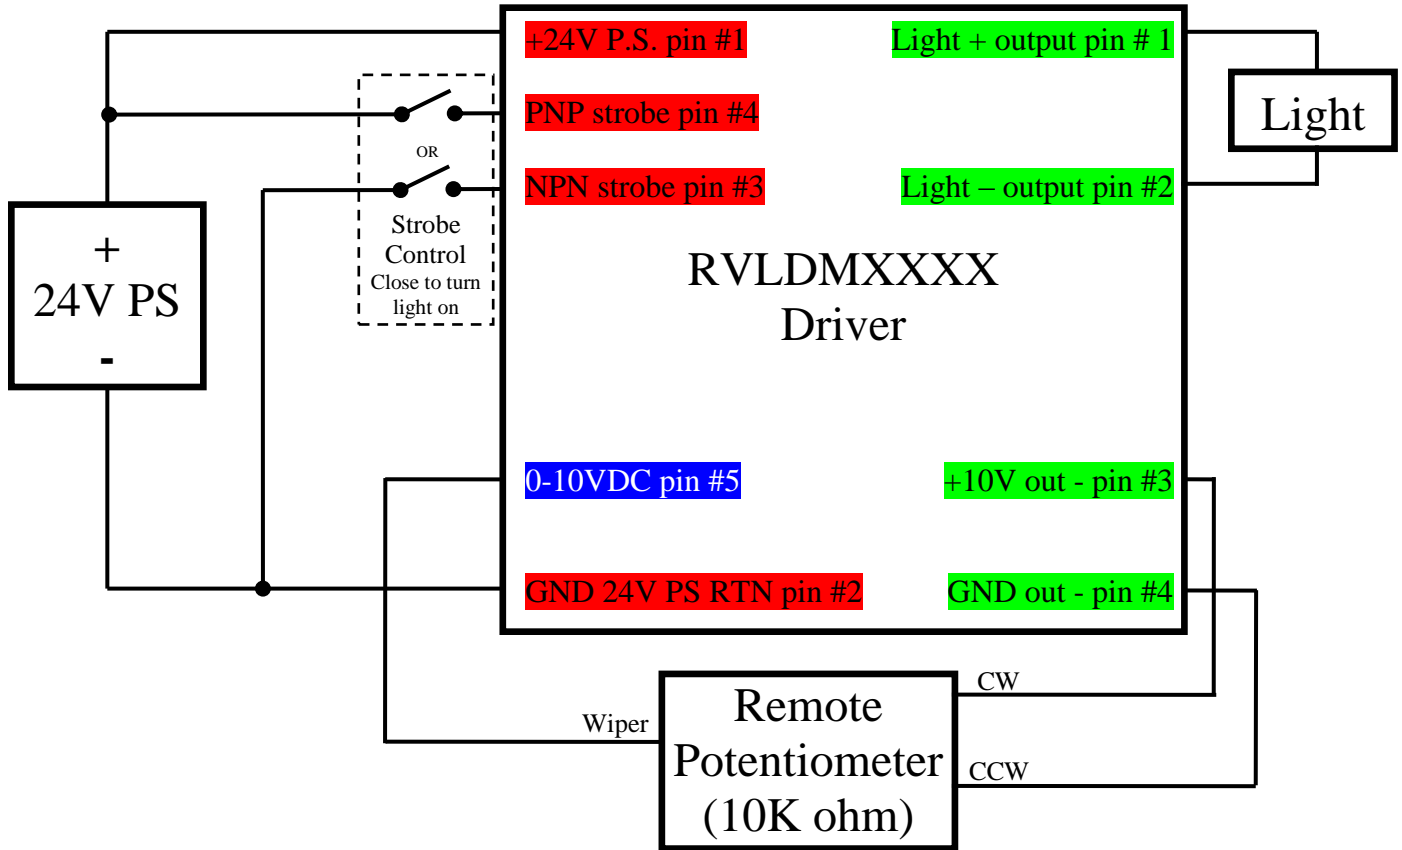 +24V P.S. pin #1
Light + output pin # 1
PNP strobe pin #4
Light
OR
NPN strobe pin #3
Light – output pin #2
Strobe
Control
Close to turn
light on
+
24V PS
-
RVLDMXXXX
Driver
0-10VDC pin #5
+10V out - pin #3
GND 24V PS RTN pin #2
GND out - pin #4
CW
Wiper
Remote
Potentiometer
(10K ohm)
CCW